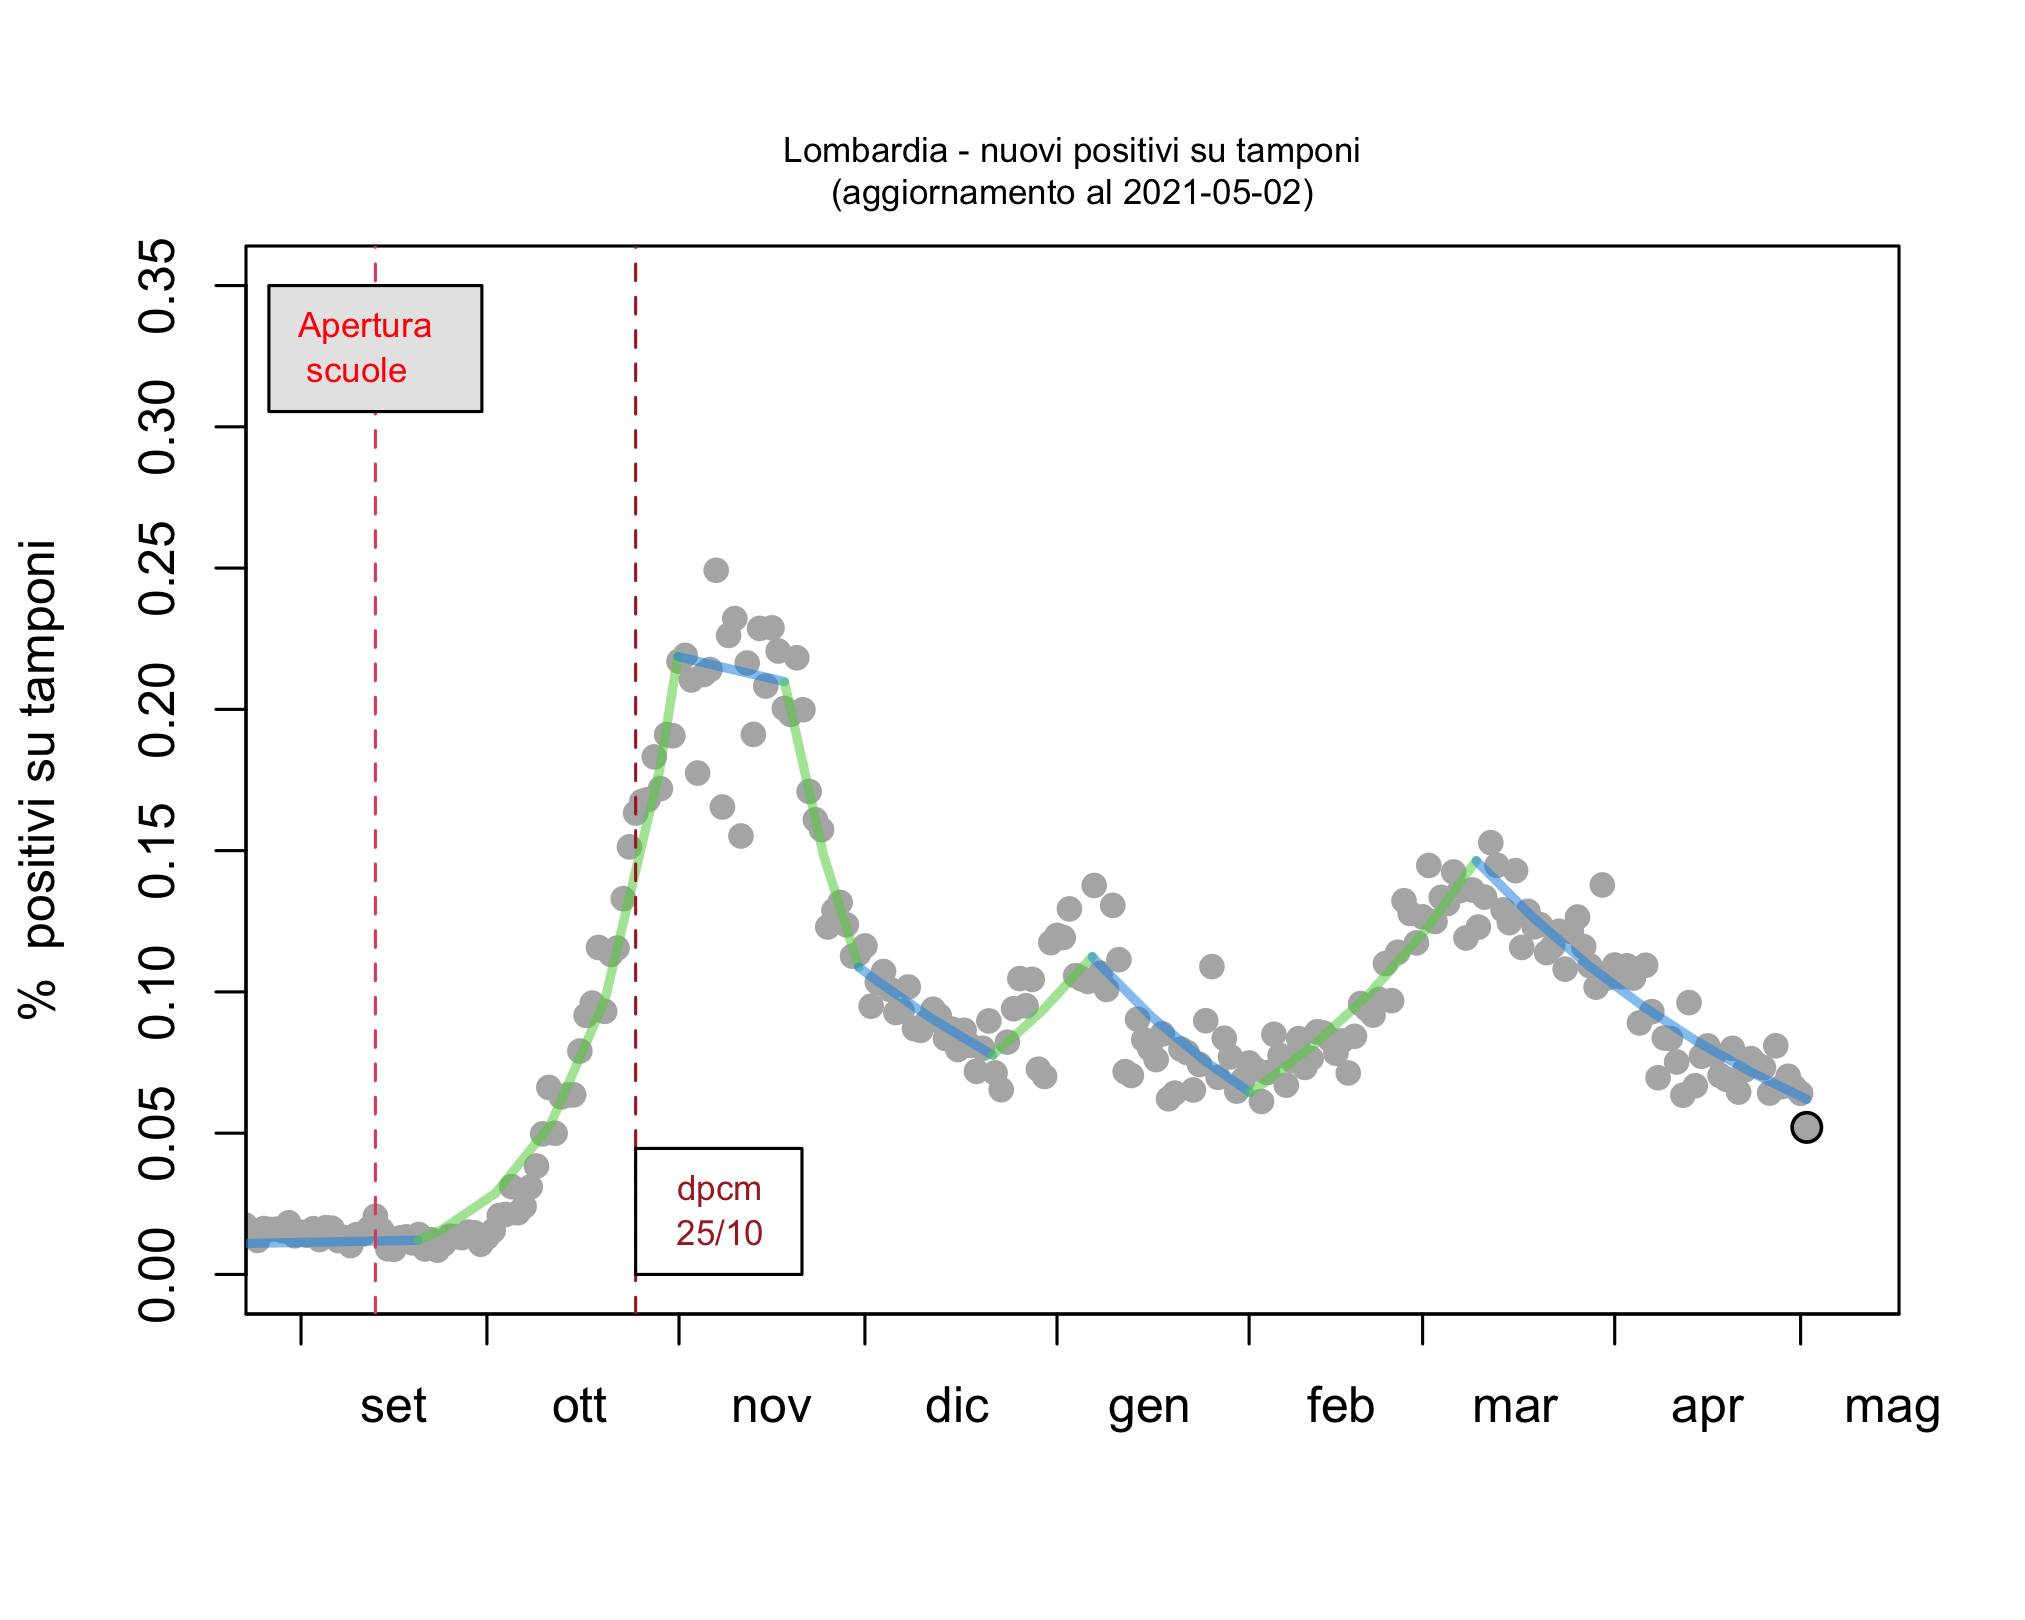 Lombardia - nuovi positivi su tamponi
(aggiornamento al 2021-05-02)
% positivi su tamponi
0.35
0.30
0.25
0.20
0.15
0.10
0.05
0.00
Apertura
scuole
dpcm
25/10
set ott nov dic gen feb mar apr mag